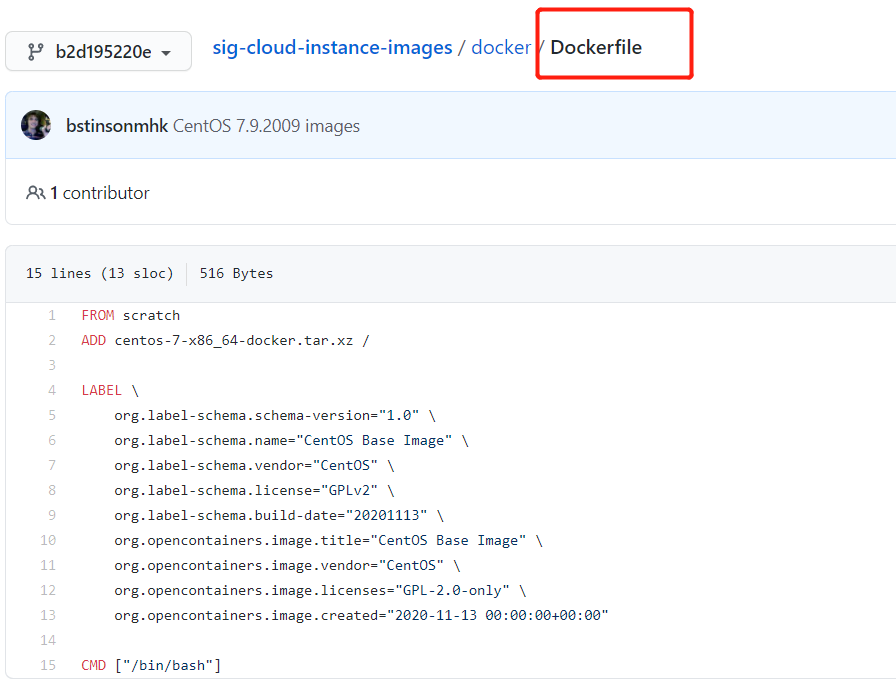 b2d195220e
sig-cloud-instance-images / docker / Dockerfile
bstinsonmhk CentOS 7.9.2009 images
1 contributor
15 lines (13 sloc) 516 Bytes
1 FROM scratch
2 ADD centos-7-x86_64-docker.tar.xz /
3
4 LABEL \
5 org.label-schema.schema-version="1.0" \
6 org.label-schema.name="CentOS Base Image" \
7 org.label-schema.vendor="CentOS" \
8 org.label-schema.license="GPLv2" \
9 org.label-schema.build-date="20201113" \
10 org.opencontainers.image.title="CentOS Base Image" \
11 org.opencontainers.image.vendor="CentOS" \
12 org.opencontainers.image.licenses="GPL-2.0-only" \
13 org.opencontainers.image.created="2020-11-13 00:00:00+00:00"
14
15 CMD ["/bin/bash"]